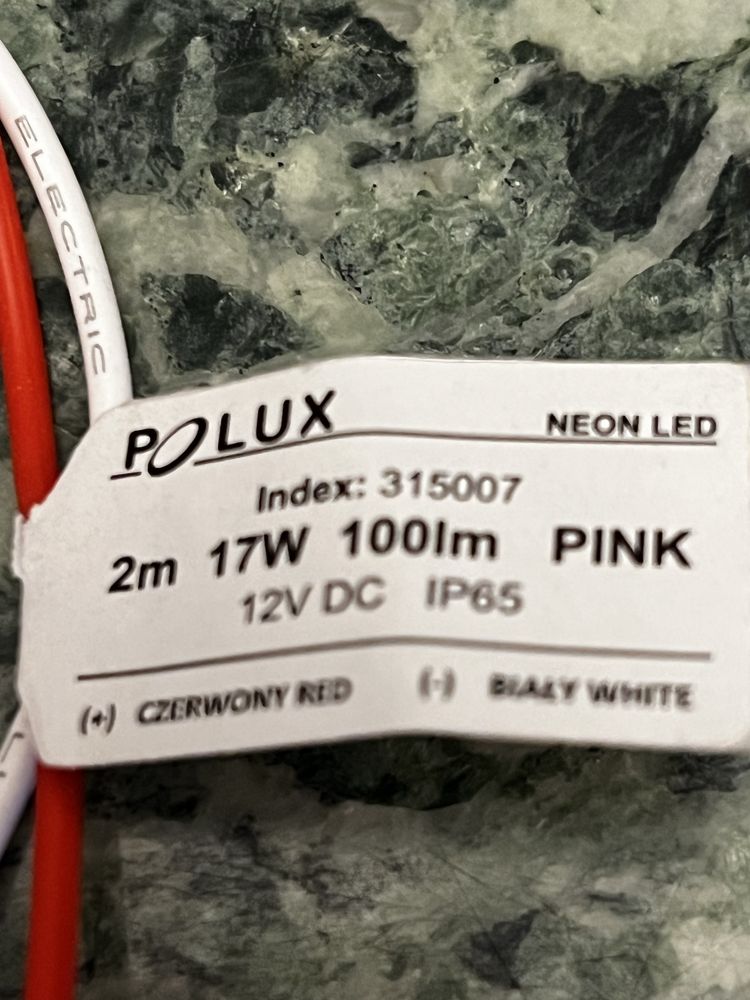 ELECTRIC
POLUX NEON LED
Index: 315007
2m 17W 100lm PINK
12V DC IP65
(+) CZERWONY RED (-) BIAŁY WHITE